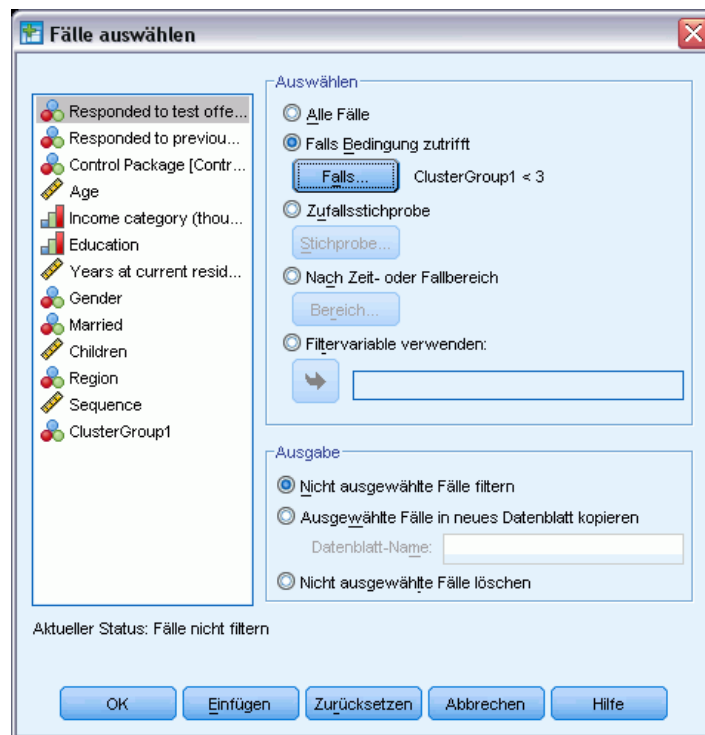 Fälle auswählen
Responded to test offe...
Responded to previou...
Control Package [Contr...
Age
Income category (thou...
Education
Years at current resid...
Gender
Married
Children
Region
Sequence
ClusterGroup1
Auswählen
Alle Fälle
Falls Bedingung zutrifft
Falls... ClusterGroup1 < 3
Zufallsstichprobe
Stichprobe...
Nach Zeit- oder Fallbereich
Bereich...
Filtervariable verwenden:
Ausgabe
Nicht ausgewählte Fälle filtern
Ausgewählte Fälle in neues Datenblatt kopieren
Datenblatt-Name:
Nicht ausgewählte Fälle löschen
Aktueller Status: Fälle nicht filtern
OK Einfügen Zurücksetzen Abbrechen Hilfe